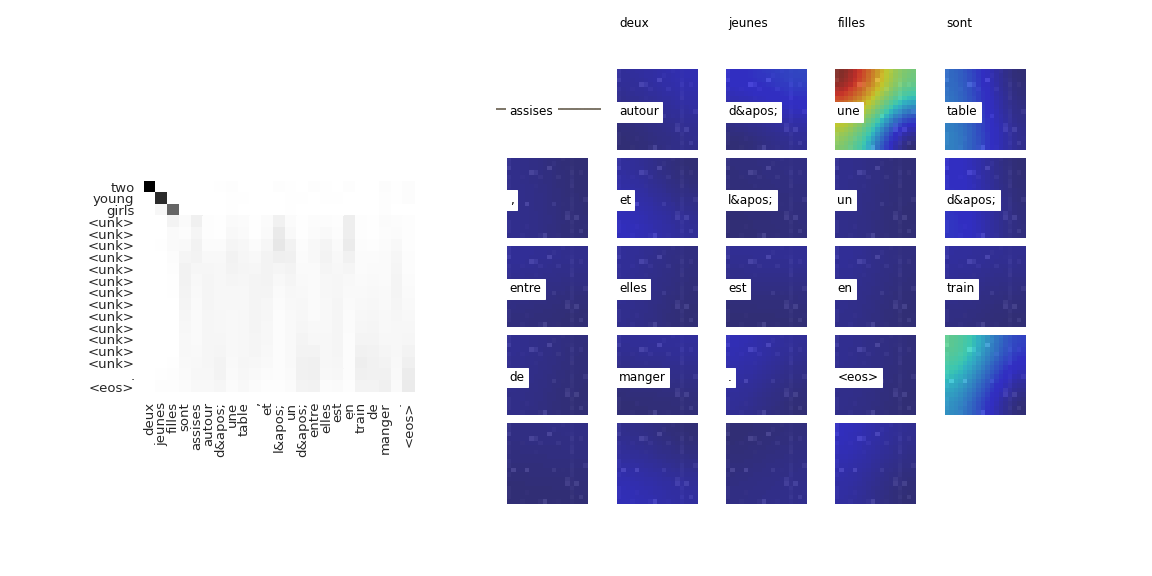 two
young
girls
<unk>
<unk>
<unk>
<unk>
<unk>
<unk>
<unk>
<unk>
<unk>
<unk>
<unk>
<unk>
<unk>
.
<eos>
deux
jeunes
filles
sont
assises
autour
d&apos;
une
table
,
et
l&apos;
un
d&apos;
entre
elles
est
en
train
de
manger
.
<eos>
deux jeunes filles sont
assises autour d&apos; une table
, et l&apos; un d&apos;
entre elles est en train
de manger . <eos>